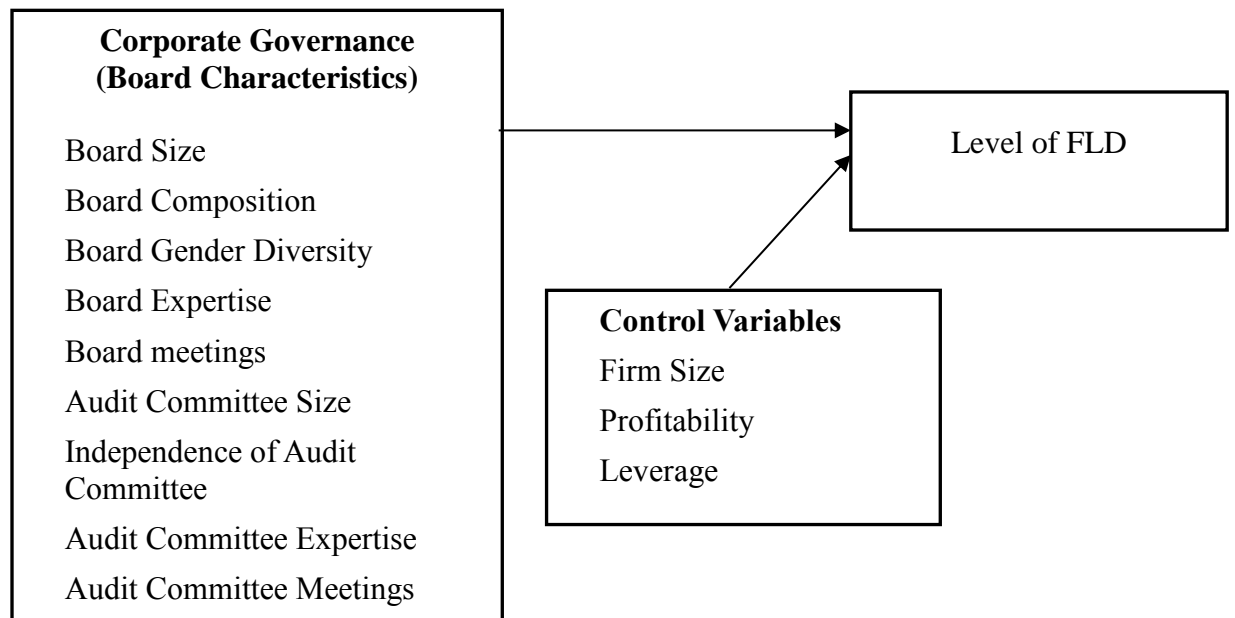 Corporate Governance
(Board Characteristics)
Board Size
Board Composition
Board Gender Diversity
Board Expertise
Board meetings
Audit Committee Size
Independence of Audit
Committee
Audit Committee Expertise
Audit Committee Meetings
Level of FLD
Control Variables
Firm Size
Profitability
Leverage